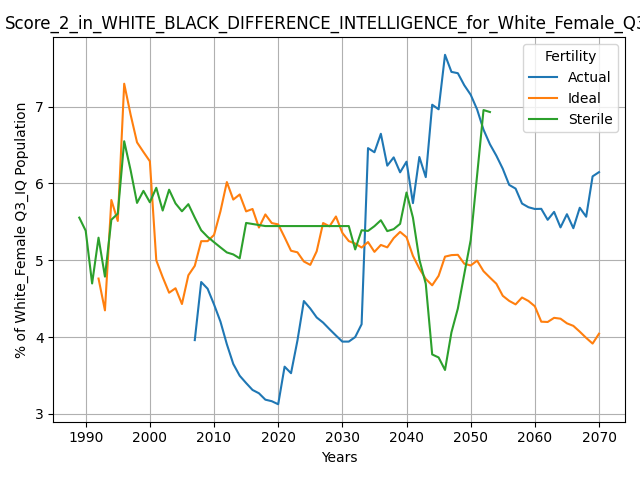 Score_2_in_WHITE_BLACK_DIFFERENCE_INTELLIGENCE_for_White_Female_Q3
Fertility
Actual
Ideal
Sterile
% of White_Female Q3_IQ Population
7
6
5
4
3
1990 2000 2010 2020 2030 2040 2050 2060 2070
Years